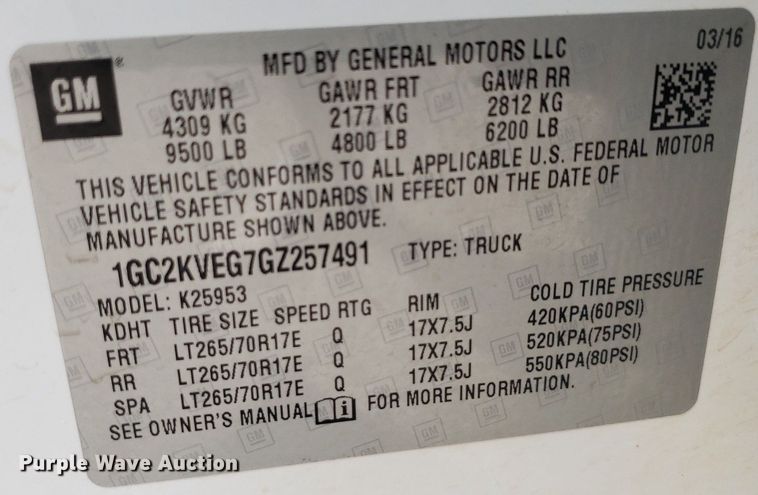 MFD BY GENERAL MOTORS LLC 03/16
GM
GVWR GAWR FRT GAWR RR
4309 KG 2177 KG 2812 KG
9500 LB 4800 LB 6200 LB
THIS VEHICLE CONFORMS TO ALL APPLICABLE U.S. FEDERAL MOTOR
VEHICLE SAFETY STANDARDS IN EFFECT ON THE DATE OF
MANUFACTURE SHOWN ABOVE.
1GC2KVEG7GZ257491 TYPE: TRUCK
MODEL: K25953
KDHT TIRE SIZE SPEED RTG RIM COLD TIRE PRESSURE
FRT LT265/70R17E Q 17X7.5J 420KPA(60PSI)
RR LT265/70R17E Q 17X7.5J 520KPA(75PSI)
SPA LT265/70R17E Q 17X7.5J 550KPA(80PSI)
SEE OWNER'S MANUAL FOR MORE INFORMATION.
Purple Wave Auction